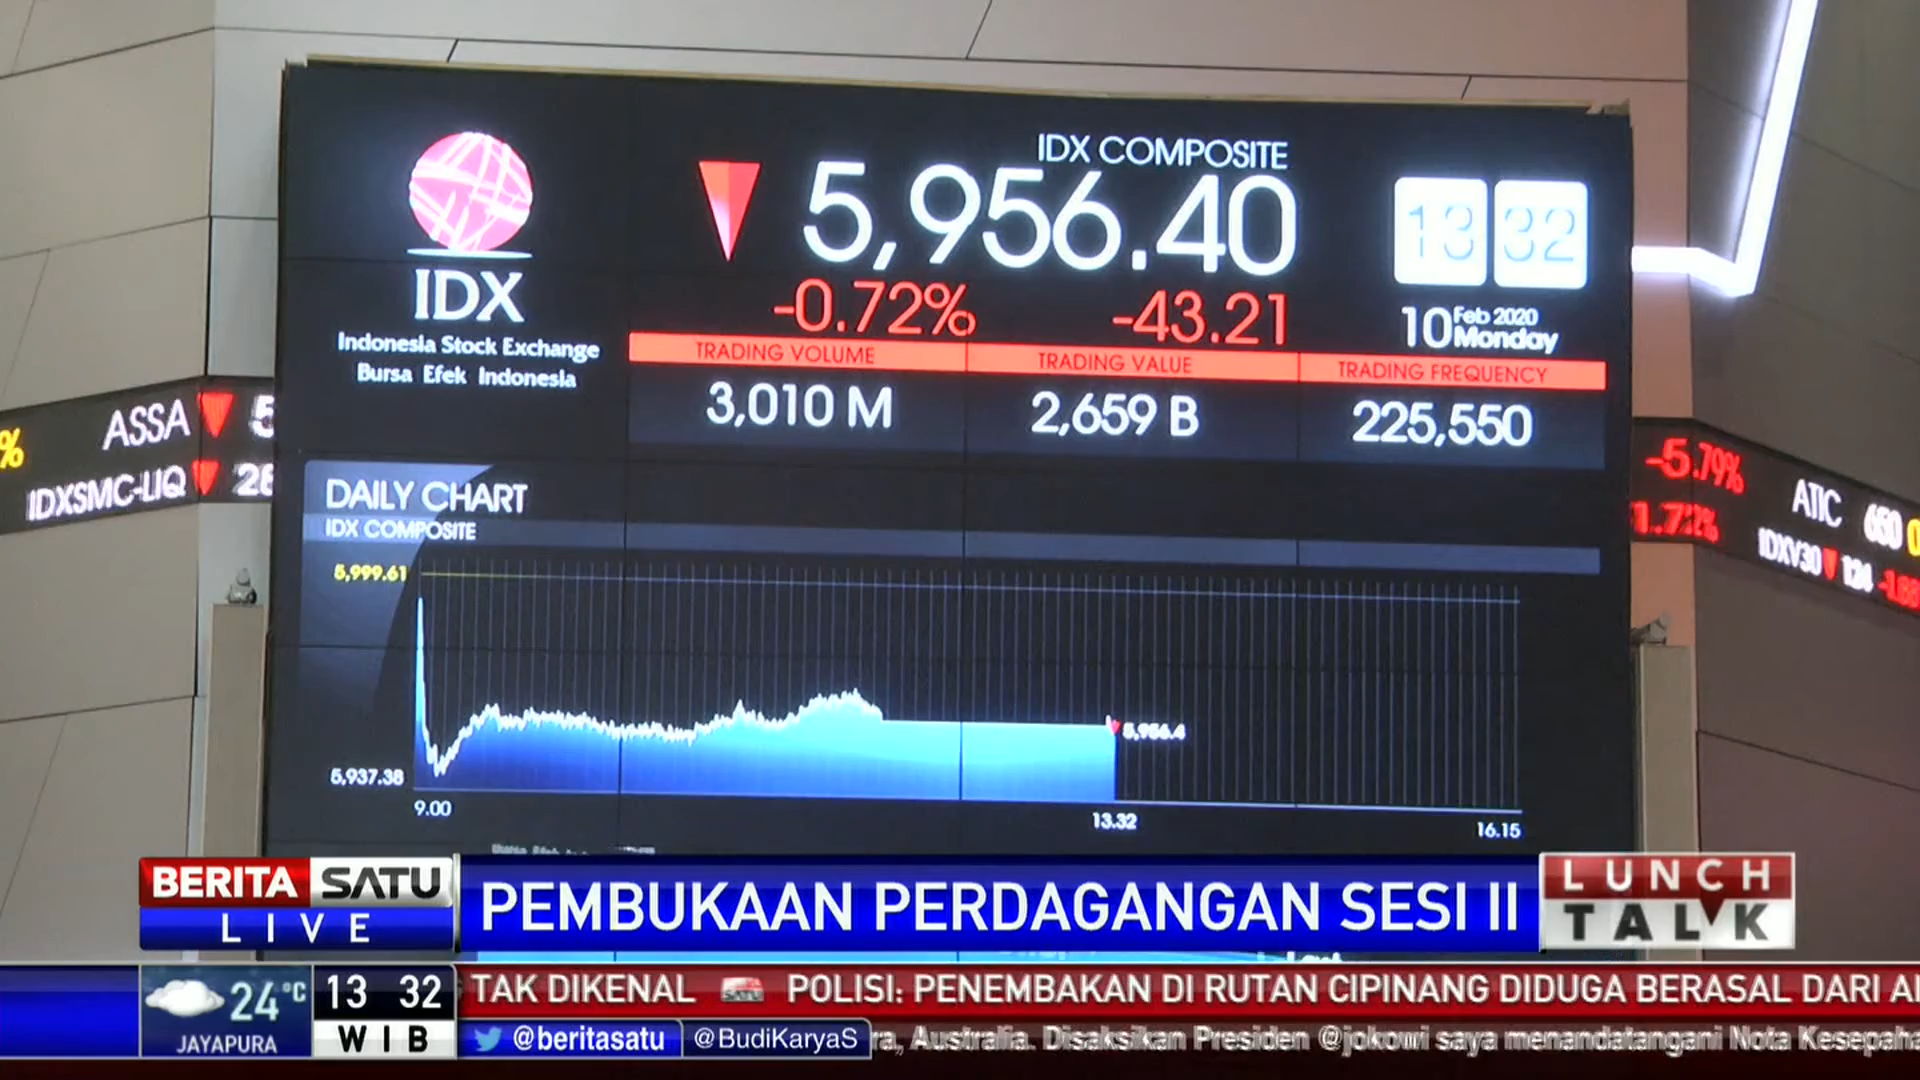 IDX COMPOSITE
5,956.40
13 32
-0.72% -43.21
10 Feb 2020
Monday
IDX
Indonesia Stock Exchange
Bursa Efek Indonesia
TRADING VOLUME TRADING VALUE TRADING FREQUENCY
3,010 M 2,659 B 225,550
ASSA
IDXSMC-LIQ
-5.79%
1.72%
ATIC 650
IDXV30 124
DAILY CHART
IDX COMPOSITE
5,999.61
5,956.4
5,937.38
9.00 13.32 16.15
BERITA SATU
LIVE
PEMBUKAAN PERDAGANGAN SESI II
LUNCH
TALK
24°C
JAYAPURA
13 32
WIB
TAK DIKENAL POLISI: PENEMBAKAN DI RUTAN CIPINANG DIDUGA BERASAL DARI
@beritasatu @BudiKaryaS Australia. Disaksikan Presiden @jokowi saya menandatangani Nota